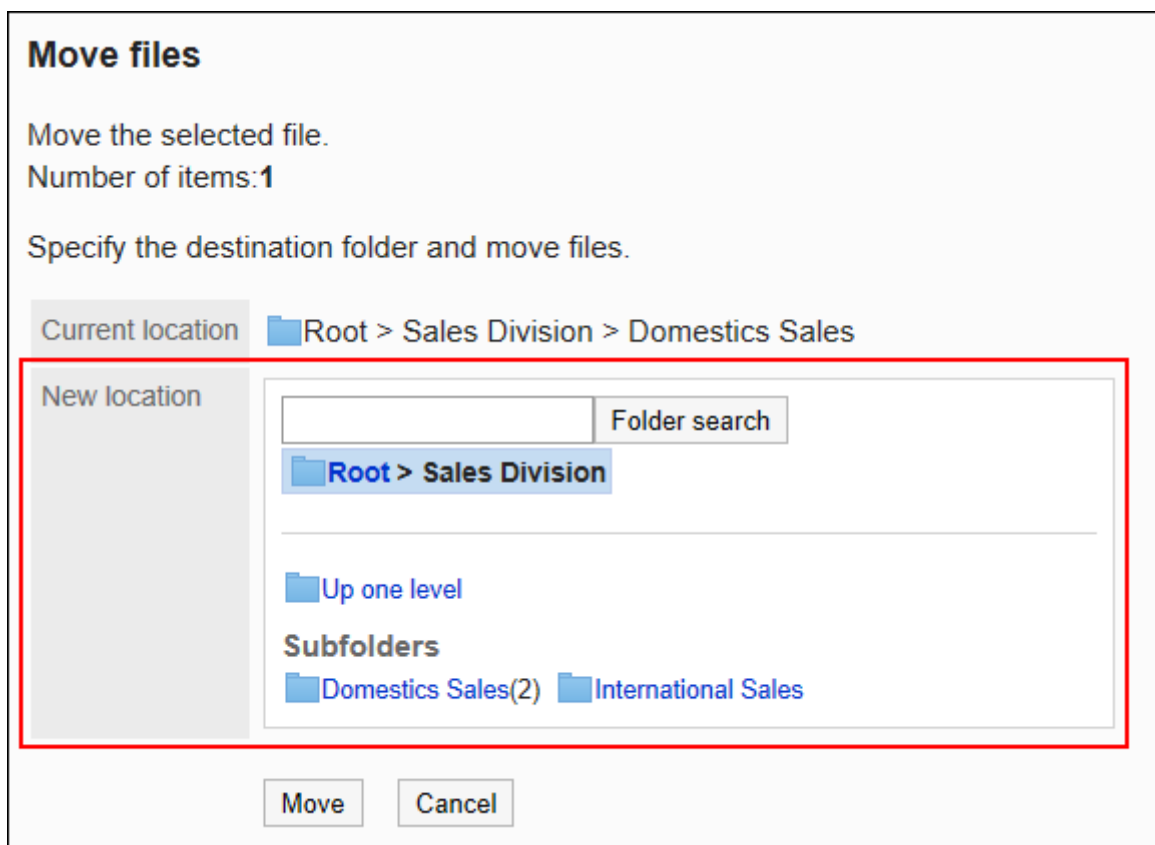 Move files
Move the selected file.
Number of items:1
Specify the destination folder and move files.
Current location Root > Sales Division > Domestics Sales
New location
Folder search
Root > Sales Division
Up one level
Subfolders
Domestics Sales(2) International Sales
Move Cancel